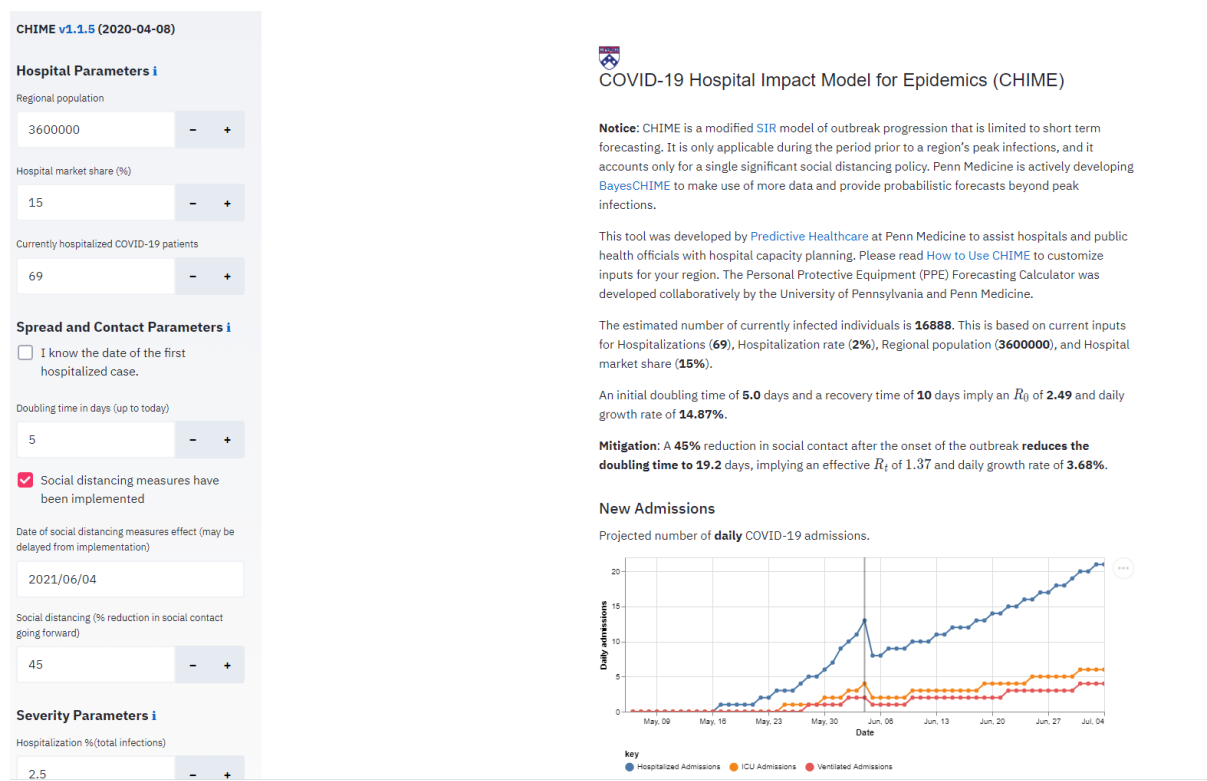 CHIME v1.1.5 (2020-04-08)
Hospital Parameters i
Regional population
3600000
- +
Hospital market share (%)
15
- +
Currently hospitalized COVID-19 patients
69
- +
Spread and Contact Parameters i
I know the date of the first
hospitalized case.
Doubling time in days (up to today)
5
- +
Social distancing measures have
been implemented
Date of social distancing measures effect (may be
delayed from implementation)
2021/06/04
Social distancing (% reduction in social contact
going forward)
45
- +
Severity Parameters i
Hospitalization %(total infections)
2.5
- +
COVID-19 Hospital Impact Model for Epidemics (CHIME)
Notice: CHIME is a modified SIR model of outbreak progression that is limited to short term
forecasting. It is only applicable during the period prior to a region's peak infections, and it
accounts only for a single significant social distancing policy. Penn Medicine is actively developing
BayesCHIME to make use of more data and provide probabilistic forecasts beyond peak
infections.
This tool was developed by Predictive Healthcare at Penn Medicine to assist hospitals and public
health officials with hospital capacity planning. Please read How to Use CHIME to customize
inputs for your region. The Personal Protective Equipment (PPE) Forecasting Calculator was
developed collaboratively by the University of Pennsylvania and Penn Medicine.
The estimated number of currently infected individuals is 16888. This is based on current inputs
for Hospitalizations (69), Hospitalization rate (2%), Regional population (3600000), and Hospital
market share (15%).
An initial doubling time of 5.0 days and a recovery time of 10 days imply an R0 of 2.49 and daily
growth rate of 14.87%.
Mitigation: A 45% reduction in social contact after the onset of the outbreak reduces the
doubling time to 19.2 days, implying an effective Rt of 1.37 and daily growth rate of 3.68%.
New Admissions
Projected number of daily COVID-19 admissions.
Daily admissions
20
15
10
5
0
May, 09 May, 16 May, 23 May, 30 Jun, 06 Jun, 13 Jun, 20 Jun, 27 Jul, 04
Date
key
Hospitalized Admissions ICU Admissions Ventilated Admissions